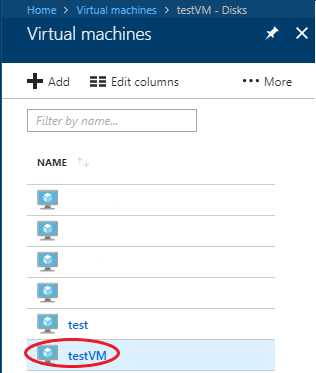 Home > Virtual machines > testVM - Disks
Virtual machines
Add Edit columns ··· More
Filter by name...
NAME
test
testVM